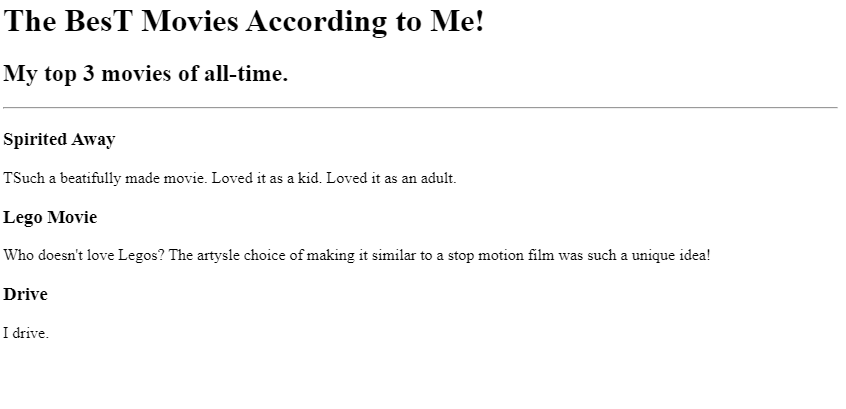 The BesT Movies According to Me!
My top 3 movies of all-time.
Spirited Away
TSuch a beatifully made movie. Loved it as a kid. Loved it as an adult.
Lego Movie
Who doesn't love Legos? The artysle choice of making it similar to a stop motion film was such a unique idea!
Drive
I drive.